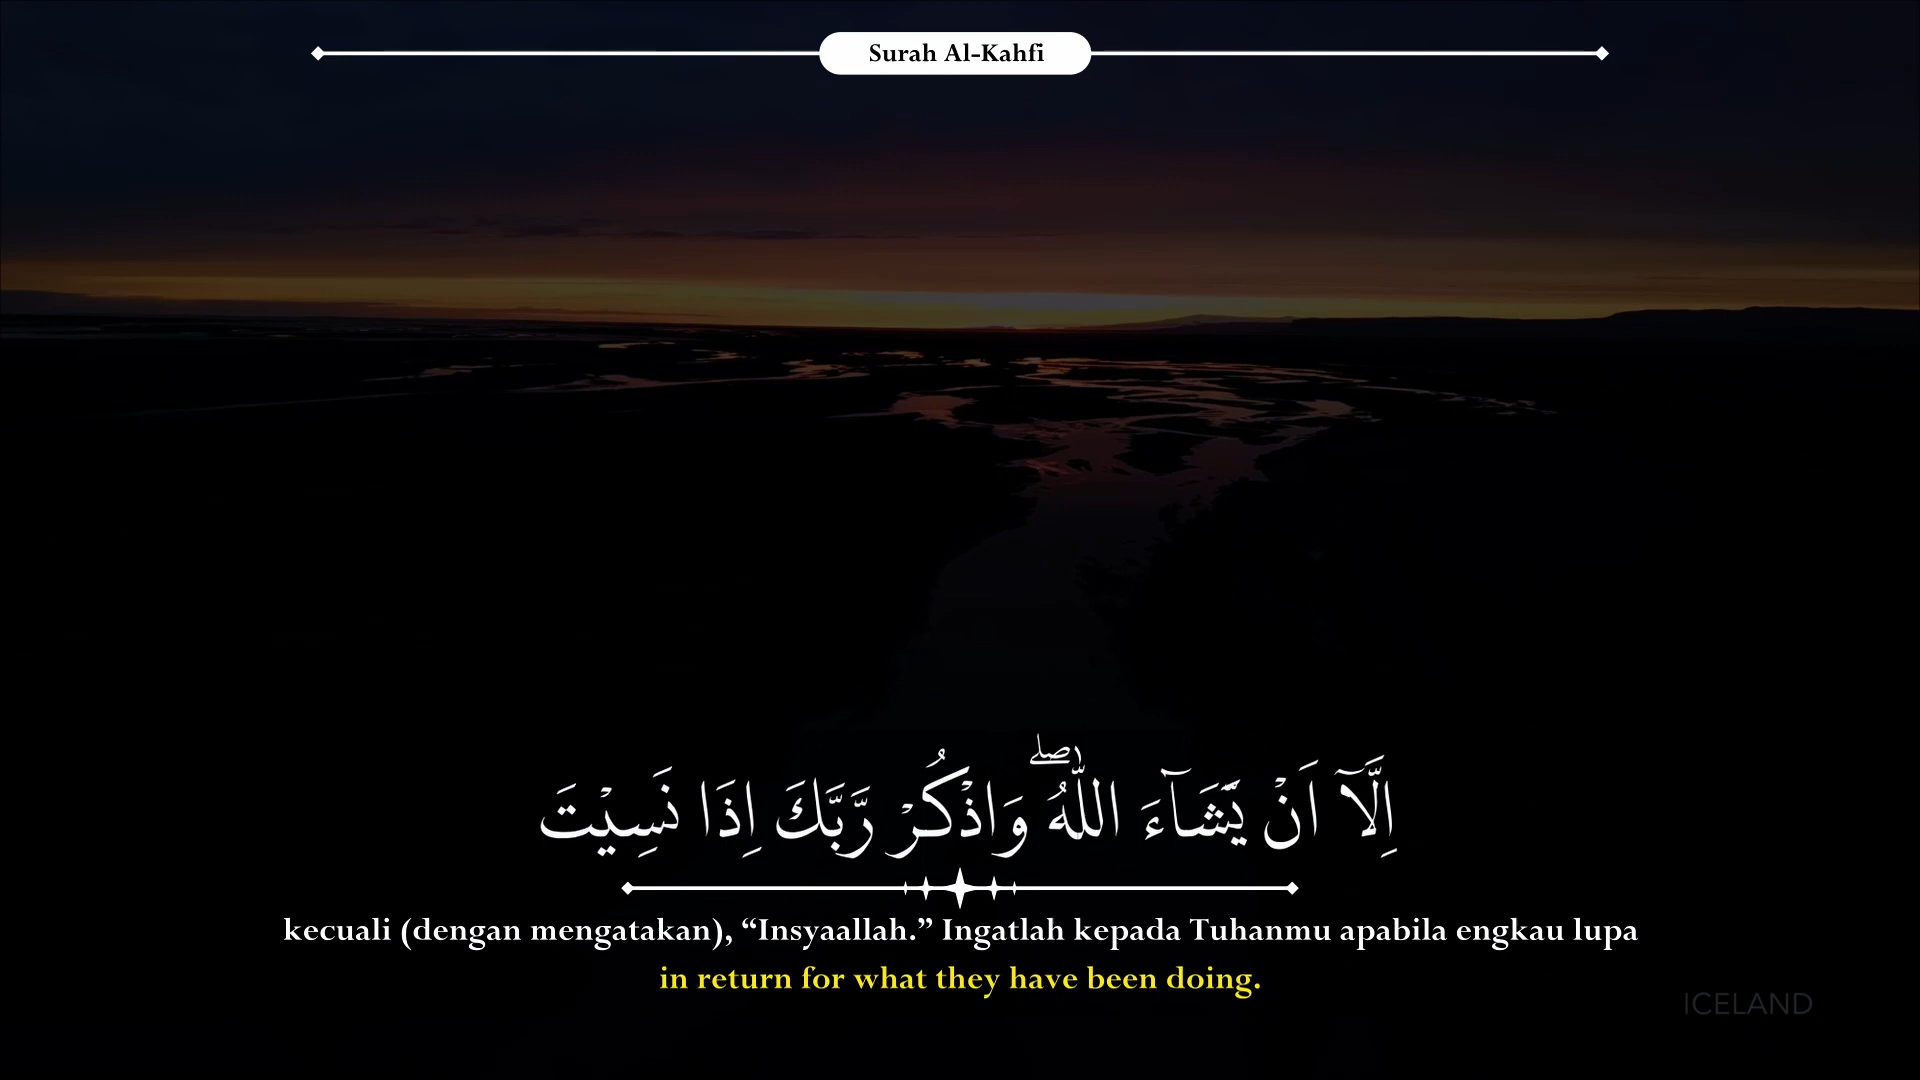 Surah Al-Kahfi
اِلَّآ اَنْ يَّشَاۤءَ اللّٰهُ ۖوَاذْكُرْ رَّبَّكَ اِذَا نَسِيْتَ
kecuali (dengan mengatakan), “Insyaallah.” Ingatlah kepada Tuhanmu apabila engkau lupa
in return for what they have been doing.
ICELAND